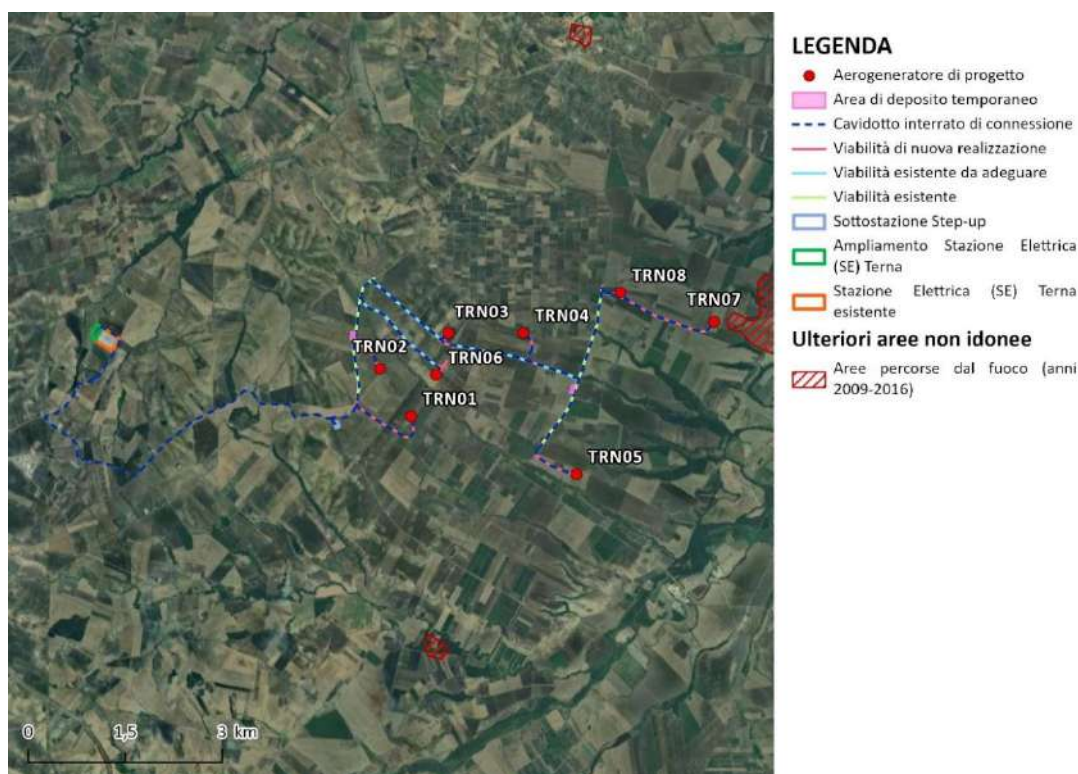 LEGENDA
Aerogeneratore di progetto
Area di deposito temporaneo
Cavidotto interrato di connessione
Viabilità di nuova realizzazione
Viabilità esistente da adeguare
Viabilità esistente
Sottostazione Step-up
Ampliamento Stazione Elettrica
(SE) Terna
Stazione Elettrica (SE) Terna
esistente
Ulteriori aree non idonee
Aree percorse dal fuoco (anni
2009-2016)
TRN08
TRN07
TRN03
TRN04
TRN02
TRN06
TRN01
TRN05
0 1,5 3 km